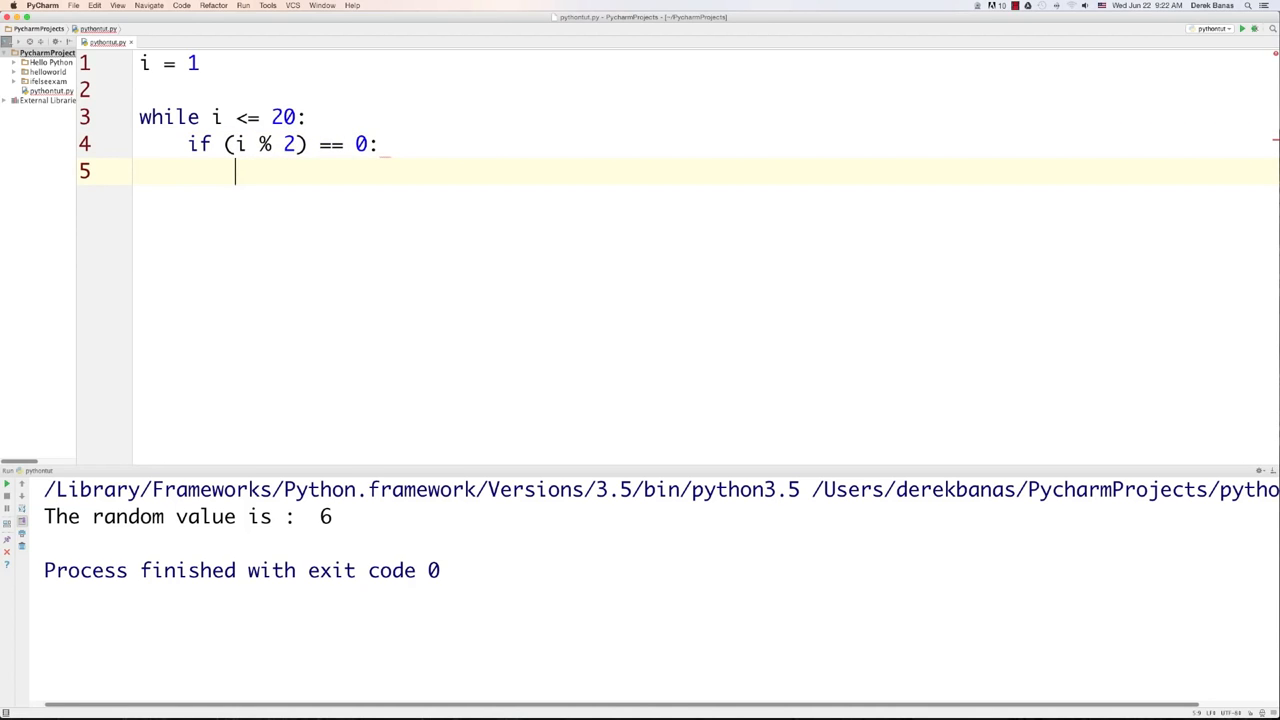 PyCharm File Edit View Navigate Code Refactor Run Tools VCS Window Help 10 Wed Jun 22 9:22 AM Derek Banas
pythontut.py - PycharmProjects - [~/PycharmProjects]
PycharmProjects pythontut.py pythontut
pythontut.py
PycharmProject
Hello Python
helloworld
ifelseexam
pythontut.py
External Librarie
1 i = 1
2
3 while i <= 20:
4 if (i % 2) == 0:
5
Run pythontut
/Library/Frameworks/Python.framework/Versions/3.5/bin/python3.5 /Users/derekbanas/PycharmProjects/pytho
The random value is : 6
Process finished with exit code 0
5:9 LF÷ UTF-8÷